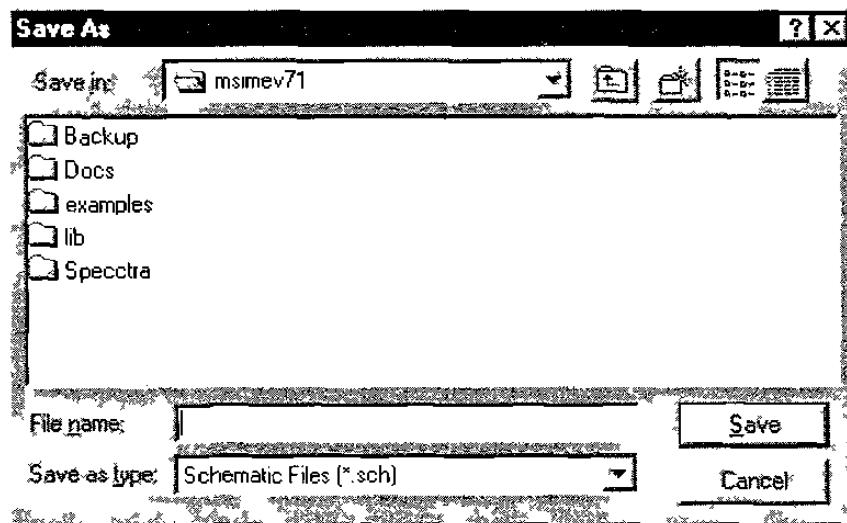 Save As
Save in: msimev71
Backup
Docs
examples
lib
Specctra
File name: Save
Save as type: Schematic Files (*.sch) Cancel